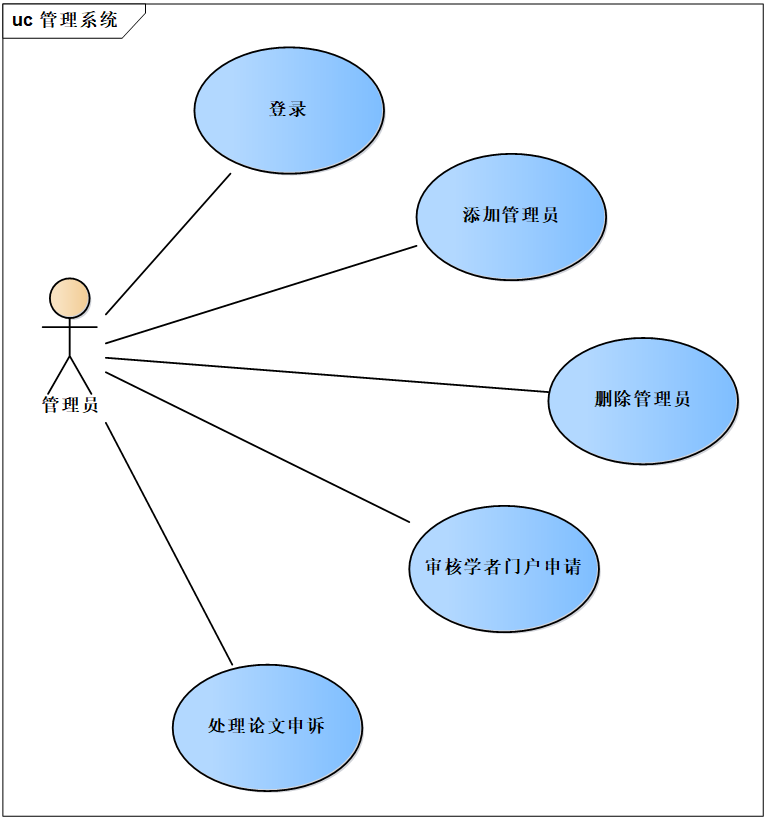 uc 管理系统
登录
添加管理员
管理员
删除管理员
审核学者门户申请
处理论文申诉